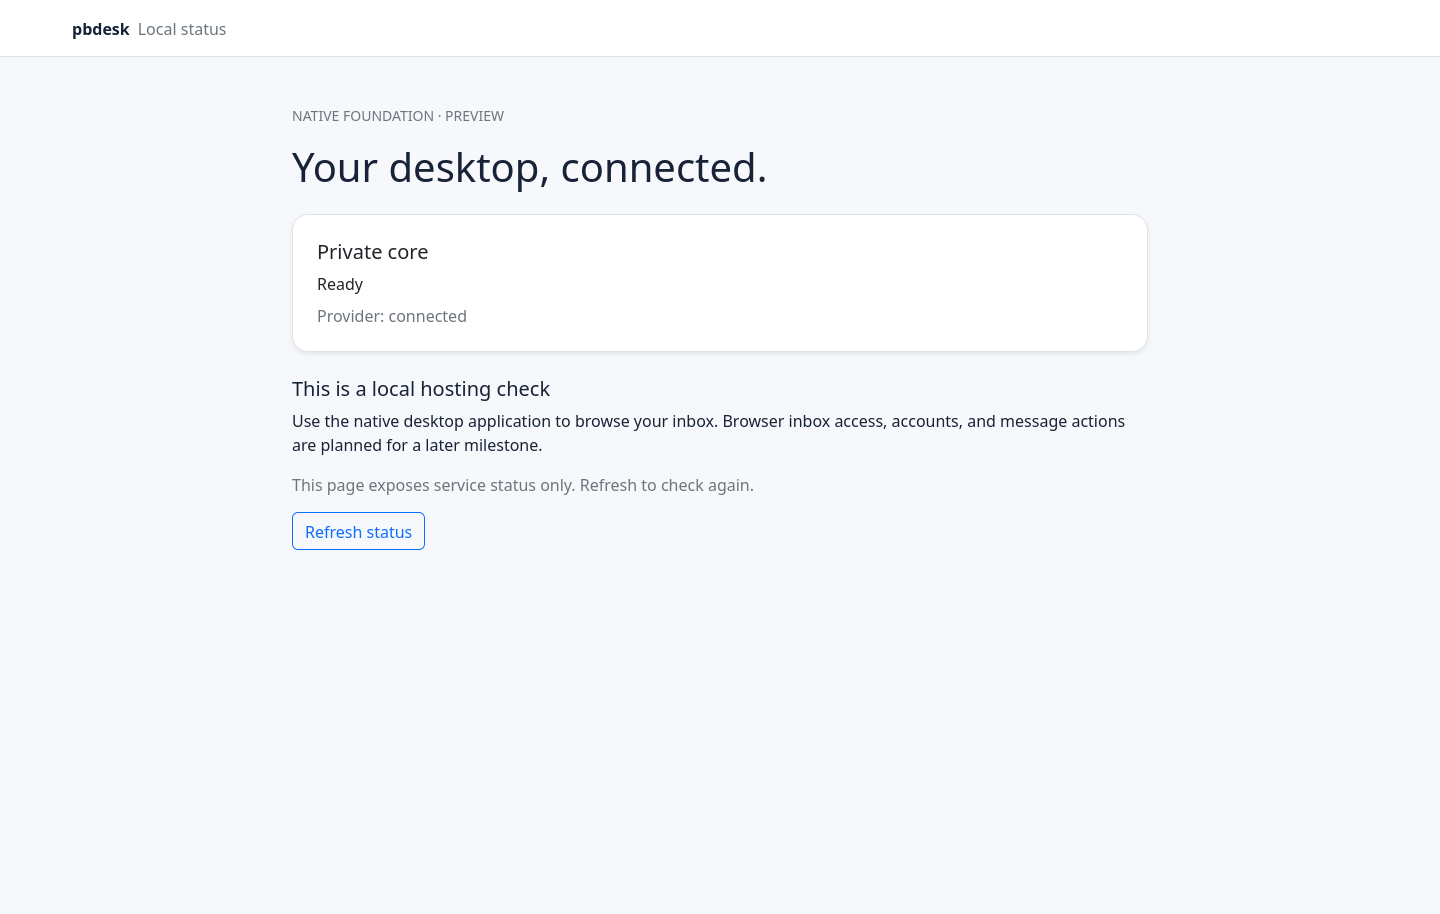 pbdesk Local status
NATIVE FOUNDATION · PREVIEW
Your desktop, connected.
Private core
Ready
Provider: connected
This is a local hosting check
Use the native desktop application to browse your inbox. Browser inbox access, accounts, and message actions
are planned for a later milestone.
This page exposes service status only. Refresh to check again.
Refresh status